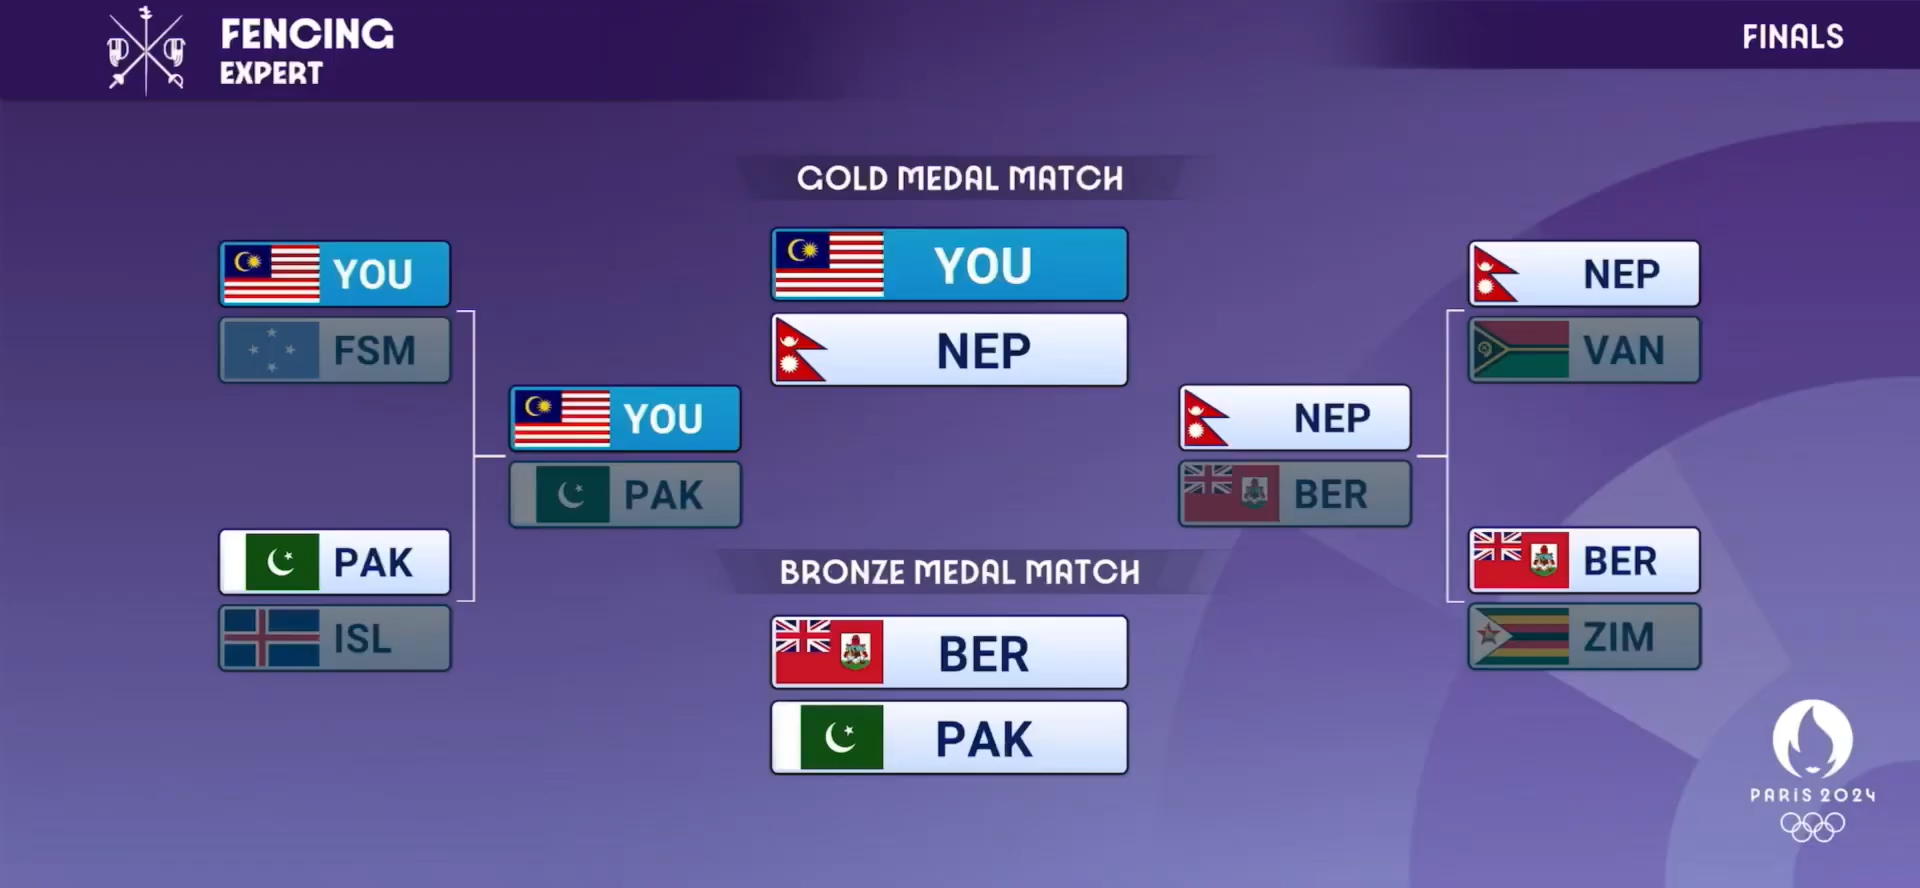 FENCING
EXPERT
FINALS
GOLD MEDAL MATCH
YOU
NEP
YOU
FSM
YOU
PAK
PAK
ISL
NEP
VAN
NEP
BER
BER
ZIM
BRONZE MEDAL MATCH
BER
PAK
PARIS 2024